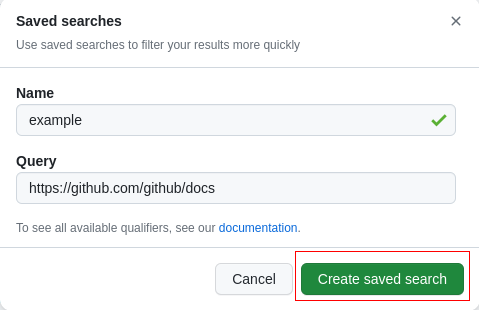 Saved searches
Use saved searches to filter your results more quickly
Name
example
Query
https://github.com/github/docs
To see all available qualifiers, see our documentation.
Cancel
Create saved search